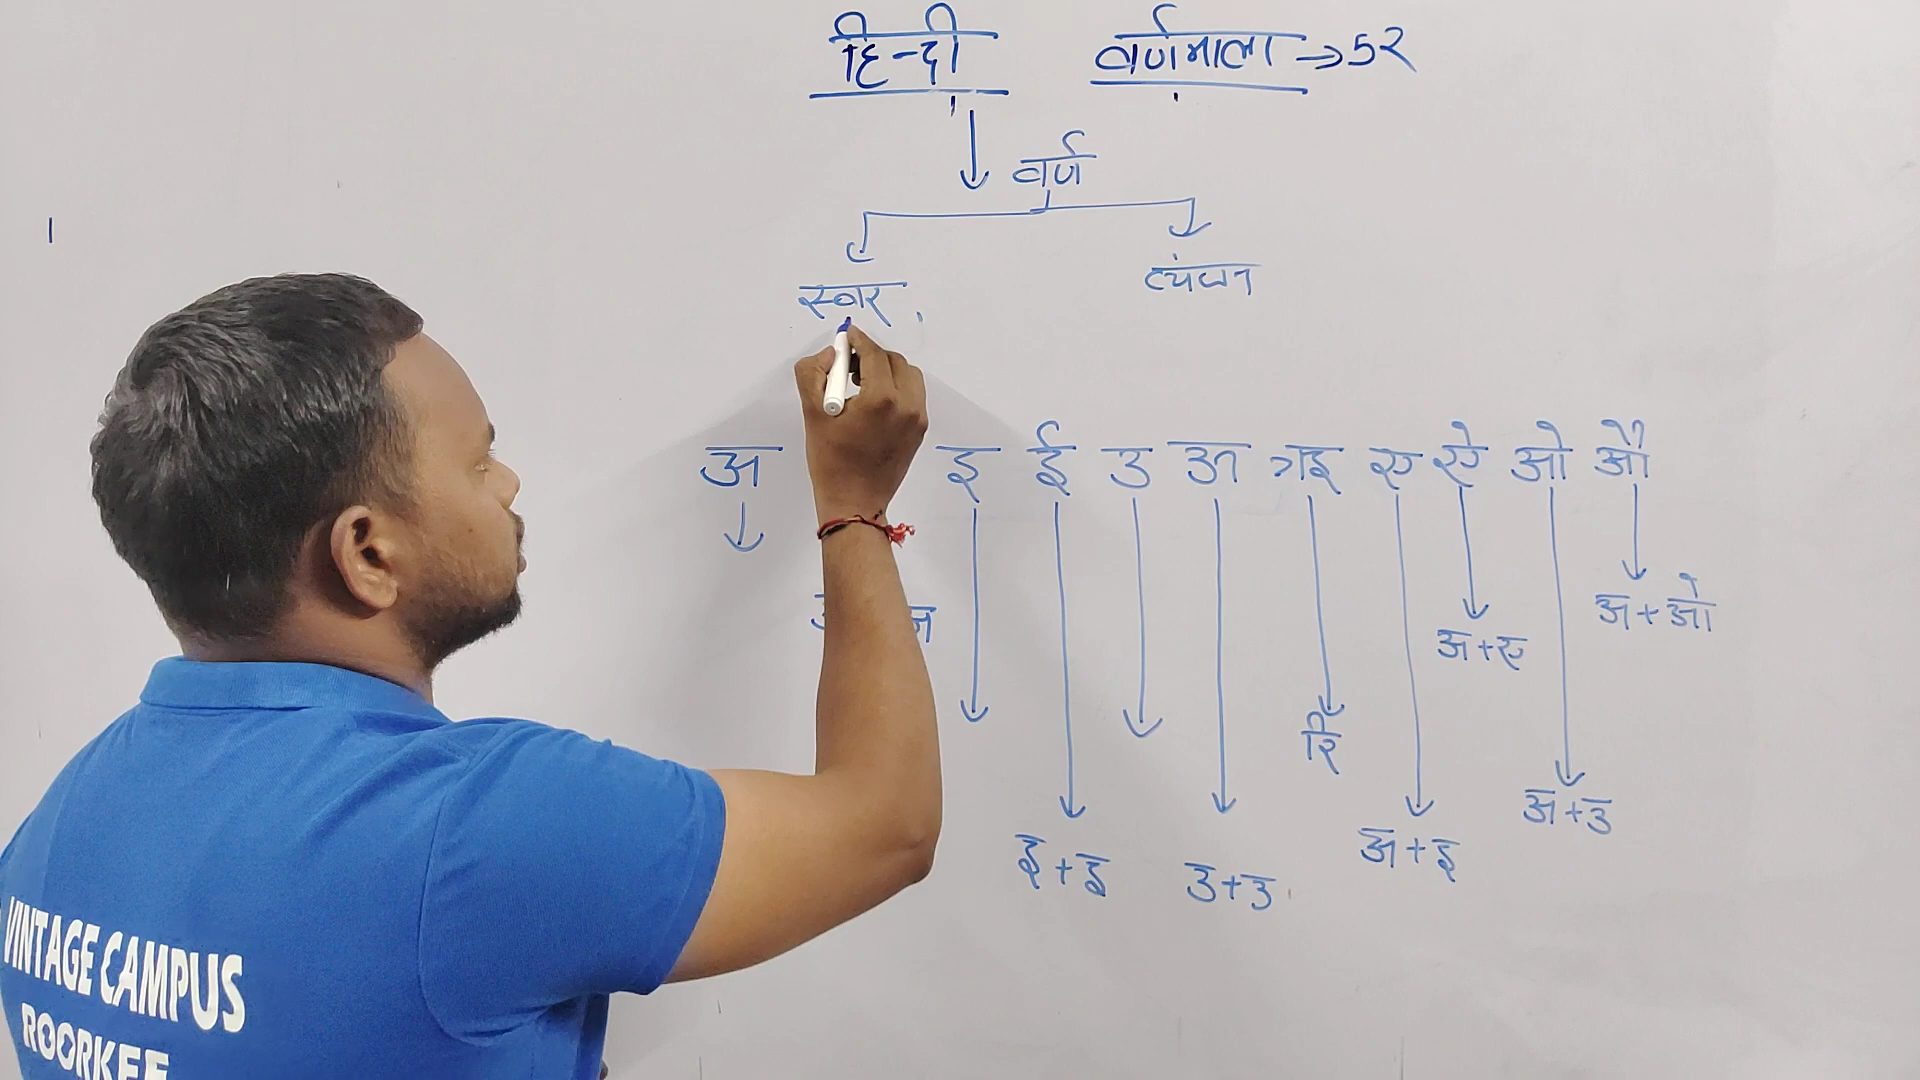 हिन्दी वर्णमाला → 52
वर्ण
स्वर व्यंजन
अ इ ई उ ऊ ऋ ए ऐ ओ औ
अ + ए अ + ओ
रि
इ + इ उ + उ अ + इ अ + उ
VINTAGE CAMPUS
ROORKEE